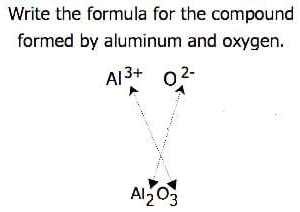 Write the formula for the compound
formed by aluminum and oxygen.
Al³⁺ O²⁻
Al₂O₃